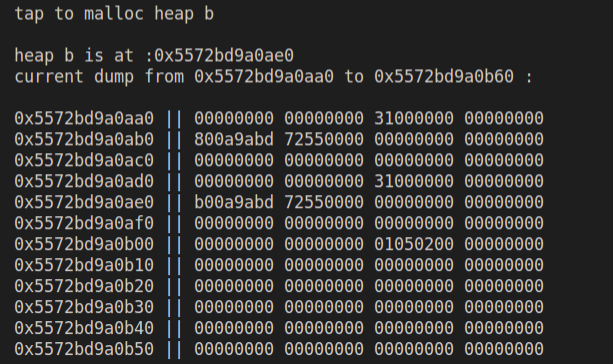 tap to malloc heap b
heap b is at :0x5572bd9a0ae0
current dump from 0x5572bd9a0aa0 to 0x5572bd9a0b60 :
0x5572bd9a0aa0 || 00000000 00000000 31000000 00000000
0x5572bd9a0ab0 || 800a9abd 72550000 00000000 00000000
0x5572bd9a0ac0 || 00000000 00000000 00000000 00000000
0x5572bd9a0ad0 || 00000000 00000000 31000000 00000000
0x5572bd9a0ae0 || b00a9abd 72550000 00000000 00000000
0x5572bd9a0af0 || 00000000 00000000 00000000 00000000
0x5572bd9a0b00 || 00000000 00000000 01050200 00000000
0x5572bd9a0b10 || 00000000 00000000 00000000 00000000
0x5572bd9a0b20 || 00000000 00000000 00000000 00000000
0x5572bd9a0b30 || 00000000 00000000 00000000 00000000
0x5572bd9a0b40 || 00000000 00000000 00000000 00000000
0x5572bd9a0b50 || 00000000 00000000 00000000 00000000